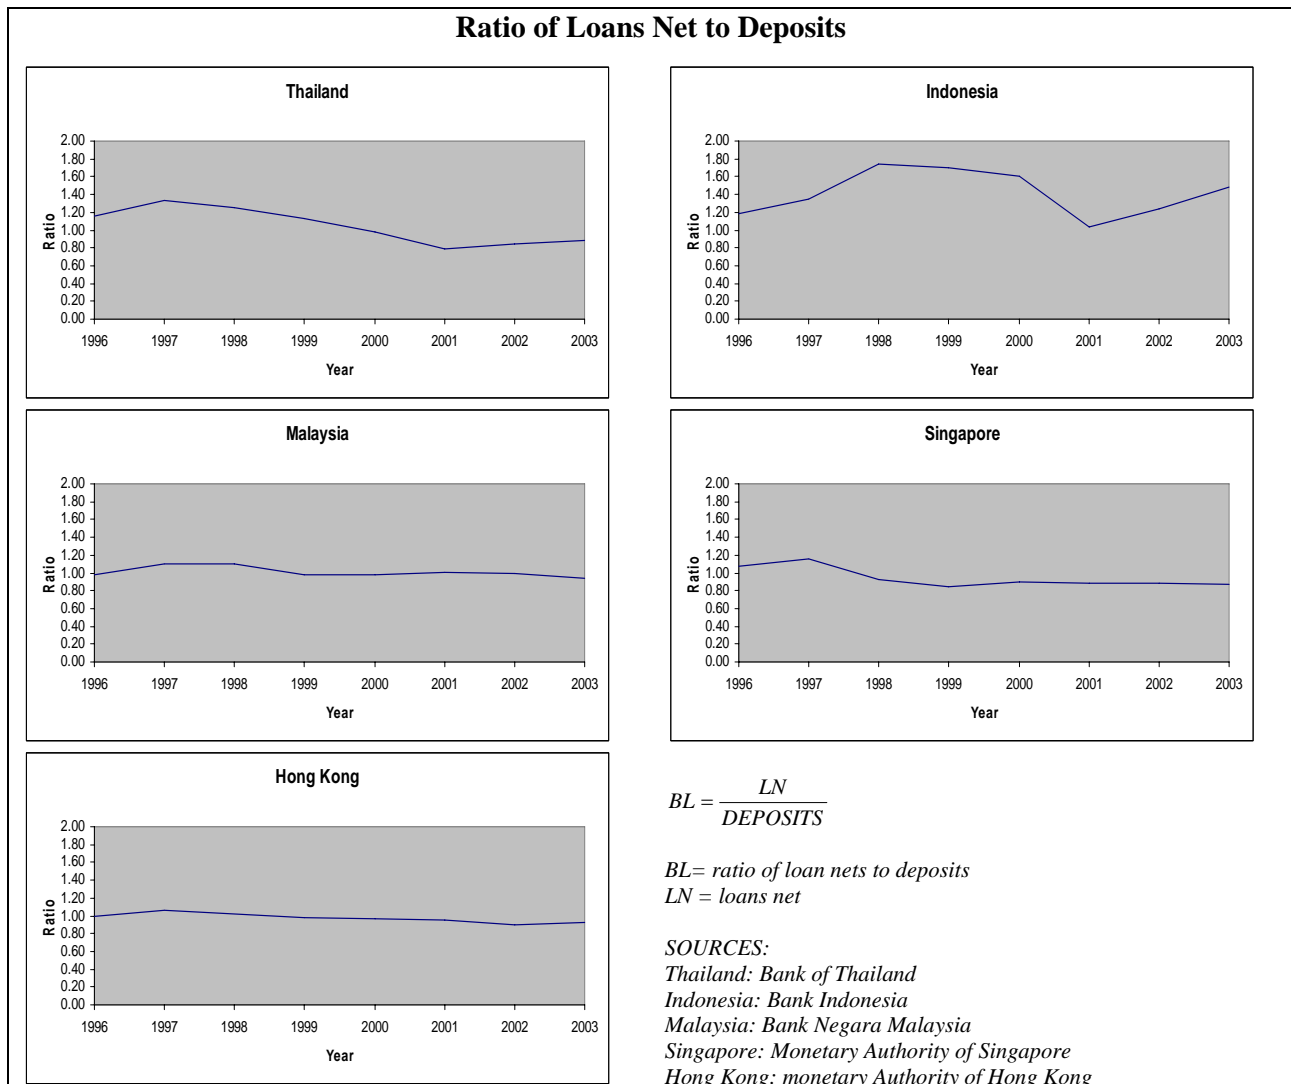 Ratio of Loans Net to Deposits
Thailand
2.00
1.80
1.60
1.40
1.20
1.00
0.80
0.60
0.40
0.20
0.00
Ratio
1996 1997 1998 1999 2000 2001 2002 2003
Year
Indonesia
2.00
1.80
1.60
1.40
1.20
1.00
0.80
0.60
0.40
0.20
0.00
Ratio
1996 1997 1998 1999 2000 2001 2002 2003
Year
Malaysia
2.00
1.80
1.60
1.40
1.20
1.00
0.80
0.60
0.40
0.20
0.00
Ratio
1996 1997 1998 1999 2000 2001 2002 2003
Year
Singapore
2.00
1.80
1.60
1.40
1.20
1.00
0.80
0.60
0.40
0.20
0.00
Ratio
1996 1997 1998 1999 2000 2001 2002 2003
Year
Hong Kong
2.00
1.80
1.60
1.40
1.20
1.00
0.80
0.60
0.40
0.20
0.00
Ratio
1996 1997 1998 1999 2000 2001 2002 2003
Year
BL = LN / DEPOSITS
BL= ratio of loan nets to deposits
LN = loans net
SOURCES:
Thailand: Bank of Thailand
Indonesia: Bank Indonesia
Malaysia: Bank Negara Malaysia
Singapore: Monetary Authority of Singapore
Hong Kong: monetary Authority of Hong Kong